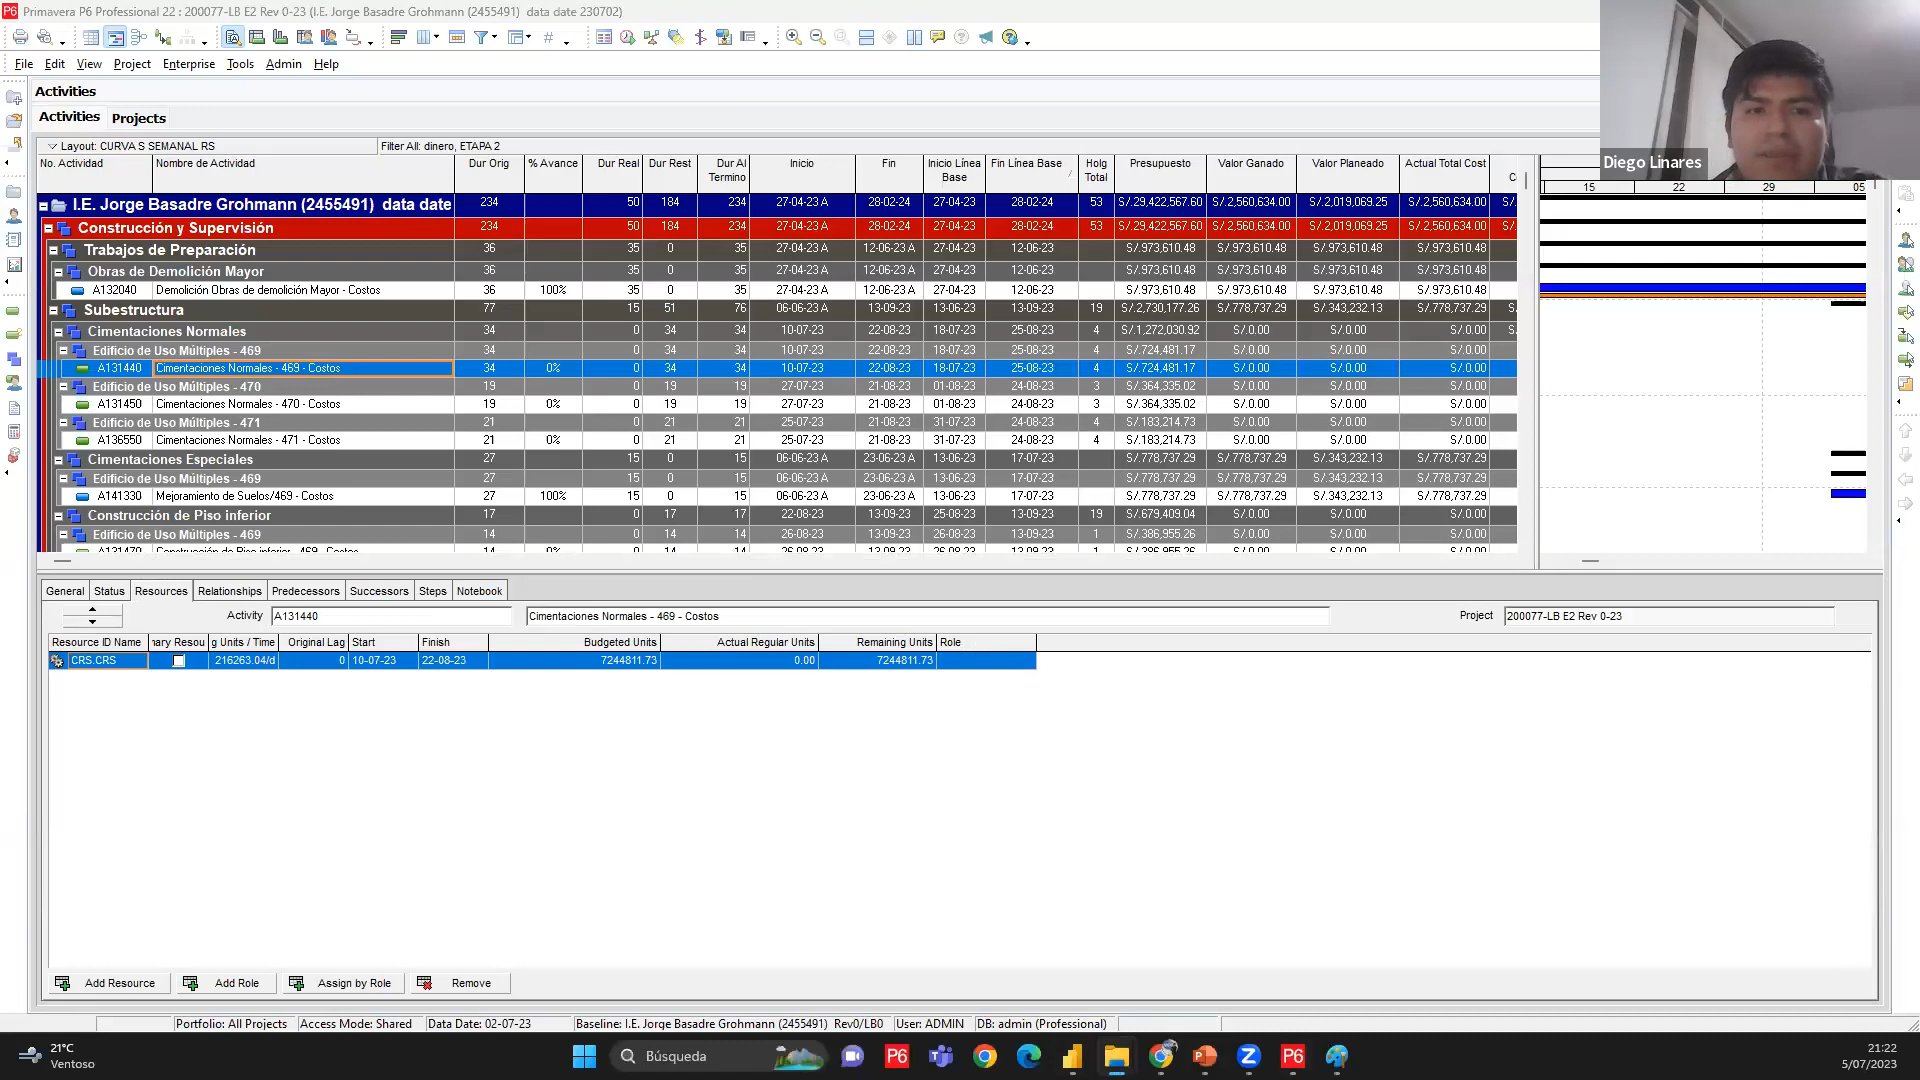 Primavera P6 Professional 22 : 200077-LB E2 Rev 0-23 (I.E. Jorge Basadre Grohmann (2455491)  data date 230702)
File Edit View Project Enterprise Tools Admin Help
Activities
Activities Projects
Layout: CURVA S SEMANAL RS Filter All: dinero, ETAPA 2
No. Actividad Nombre de Actividad Dur Orig % Avance Dur Real Dur Rest Dur Al Termino Inicio Fin Inicio Línea Base Fin Línea Base Holg Total Presupuesto Valor Ganado Valor Planeado Actual Total Cost C
15 22 29 05
Diego Linares
I.E. Jorge Basadre Grohmann (2455491)  data date 234 50 184 234 27-04-23 A 28-02-24 27-04-23 28-02-24 53 S/.29,422,567.60 S/.2,560,634.00 S/.2,019,069.25 S/.2,560,634.00 S/.
Construcción y Supervisión 234 50 184 234 27-04-23 A 28-02-24 27-04-23 28-02-24 53 S/.29,422,567.60 S/.2,560,634.00 S/.2,019,069.25 S/.2,560,634.00 S/.
Trabajos de Preparación 36 35 0 35 27-04-23 A 12-06-23 A 27-04-23 12-06-23 S/.973,610.48 S/.973,610.48 S/.973,610.48 S/.973,610.48
Obras de Demolición Mayor 36 35 0 35 27-04-23 A 12-06-23 A 27-04-23 12-06-23 S/.973,610.48 S/.973,610.48 S/.973,610.48 S/.973,610.48
A132040 Demolición Obras de demolición Mayor - Costos 36 100% 35 0 35 27-04-23 A 12-06-23 A 27-04-23 12-06-23 S/.973,610.48 S/.973,610.48 S/.973,610.48 S/.973,610.48
Subestructura 77 15 51 76 06-06-23 A 13-09-23 13-06-23 13-09-23 19 S/.2,730,177.26 S/.778,737.29 S/.343,232.13 S/.778,737.29 S.
Cimentaciones Normales 34 0 34 34 10-07-23 22-08-23 18-07-23 25-08-23 4 S/.1,272,030.92 S/.0.00 S/.0.00 S/.0.00 S.
Edificio de Uso Múltiples - 469 34 0 34 34 10-07-23 22-08-23 18-07-23 25-08-23 4 S/.724,481.17 S/.0.00 S/.0.00 S/.0.00
A131440 Cimentaciones Normales - 469 - Costos 34 0% 0 34 34 10-07-23 22-08-23 18-07-23 25-08-23 4 S/.724,481.17 S/.0.00 S/.0.00 S/.0.00
Edificio de Uso Múltiples - 470 19 0 19 19 27-07-23 21-08-23 01-08-23 24-08-23 3 S/.364,335.02 S/.0.00 S/.0.00 S/.0.00
A131450 Cimentaciones Normales - 470 - Costos 19 0% 0 19 19 27-07-23 21-08-23 01-08-23 24-08-23 3 S/.364,335.02 S/.0.00 S/.0.00 S/.0.00
Edificio de Uso Múltiples - 471 21 0 21 21 25-07-23 21-08-23 31-07-23 24-08-23 4 S/.183,214.73 S/.0.00 S/.0.00 S/.0.00
A136550 Cimentaciones Normales - 471 - Costos 21 0% 0 21 21 25-07-23 21-08-23 31-07-23 24-08-23 4 S/.183,214.73 S/.0.00 S/.0.00 S/.0.00
Cimentaciones Especiales 27 15 0 15 06-06-23 A 23-06-23 A 13-06-23 17-07-23 S/.778,737.29 S/.778,737.29 S/.343,232.13 S/.778,737.29
Edificio de Uso Múltiples - 469 27 15 0 15 06-06-23 A 23-06-23 A 13-06-23 17-07-23 S/.778,737.29 S/.778,737.29 S/.343,232.13 S/.778,737.29
A141330 Mejoramiento de Suelos/469 - Costos 27 100% 15 0 15 06-06-23 A 23-06-23 A 13-06-23 17-07-23 S/.778,737.29 S/.778,737.29 S/.343,232.13 S/.778,737.29
Construcción de Piso inferior 17 0 17 17 22-08-23 13-09-23 25-08-23 13-09-23 19 S/.679,409.04 S/.0.00 S/.0.00 S/.0.00
Edificio de Uso Múltiples - 469 14 0 14 14 26-08-23 13-09-23 26-08-23 13-09-23 1 S/.386,955.26 S/.0.00 S/.0.00 S/.0.00
A131470 Construcción de Piso inferior - 469 - Costos 14 0% 0 14 14 26-08-23 13-09-23 26-08-23 13-09-23 1 S/.386,955.26 S/.0.00 S/.0.00 S/.0.00
General Status Resources Relationships Predecessors Successors Steps Notebook
Activity A131440 Cimentaciones Normales - 469 - Costos Project 200077-LB E2 Rev 0-23
Resource ID Name nary Resou g Units / Time Original Lag Start Finish Budgeted Units Actual Regular Units Remaining Units Role
CRS.CRS 216263.04/d 0 10-07-23 22-08-23 7244811.73 0.00 7244811.73
Add Resource Add Role Assign by Role Remove
Portfolio: All Projects Access Mode: Shared Data Date: 02-07-23 Baseline: I.E. Jorge Basadre Grohmann (2455491)  Rev0/LB0 User: ADMIN DB: admin (Professional)
21°C
Ventoso
Búsqueda
21:22
5/07/2023